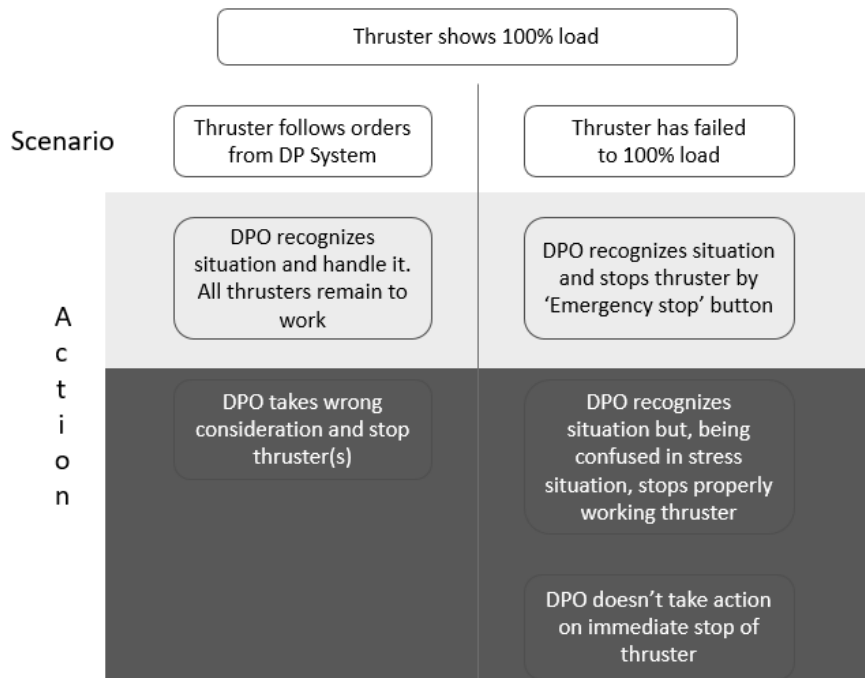 Thruster shows 100% load
Scenario
Thruster follows orders
from DP System
Thruster has failed
to 100% load
Action
DPO recognizes
situation and handle it.
All thrusters remain to
work
DPO recognizes situation
and stops thruster by
‘Emergency stop’ button
DPO takes wrong
consideration and stop
thruster(s)
DPO recognizes
situation but, being
confused in stress
situation, stops properly
working thruster
DPO doesn’t take action
on immediate stop of
thruster